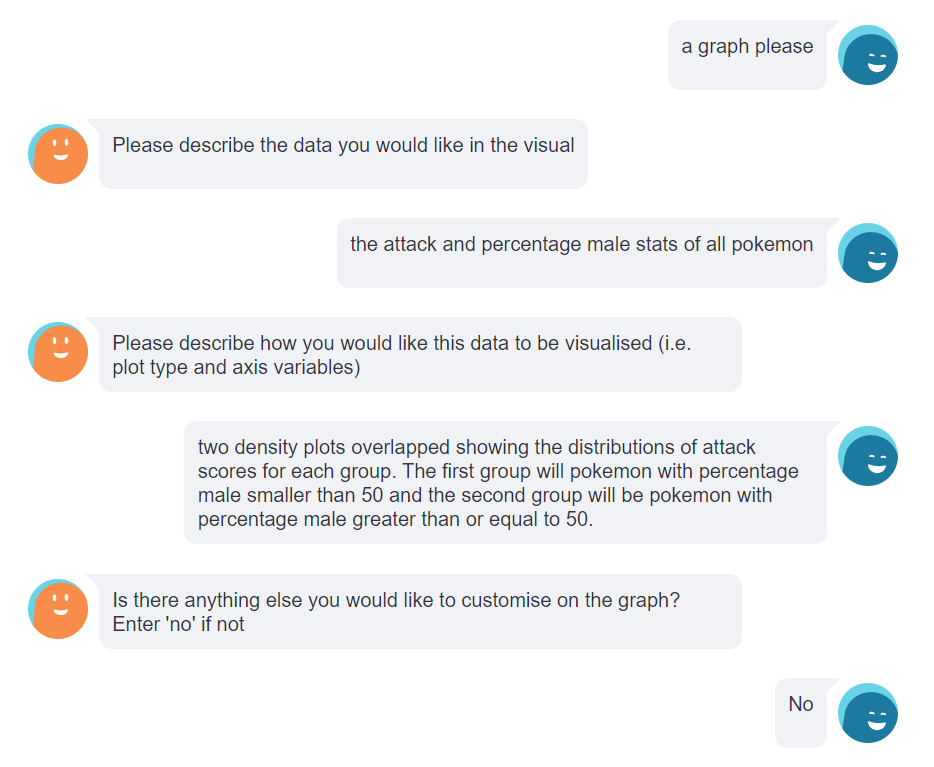 a graph please
Please describe the data you would like in the visual
the attack and percentage male stats of all pokemon
Please describe how you would like this data to be visualised (i.e.
plot type and axis variables)
two density plots overlapped showing the distributions of attack
scores for each group. The first group will pokemon with percentage
male smaller than 50 and the second group will be pokemon with
percentage male greater than or equal to 50.
Is there anything else you would like to customise on the graph?
Enter 'no' if not
No